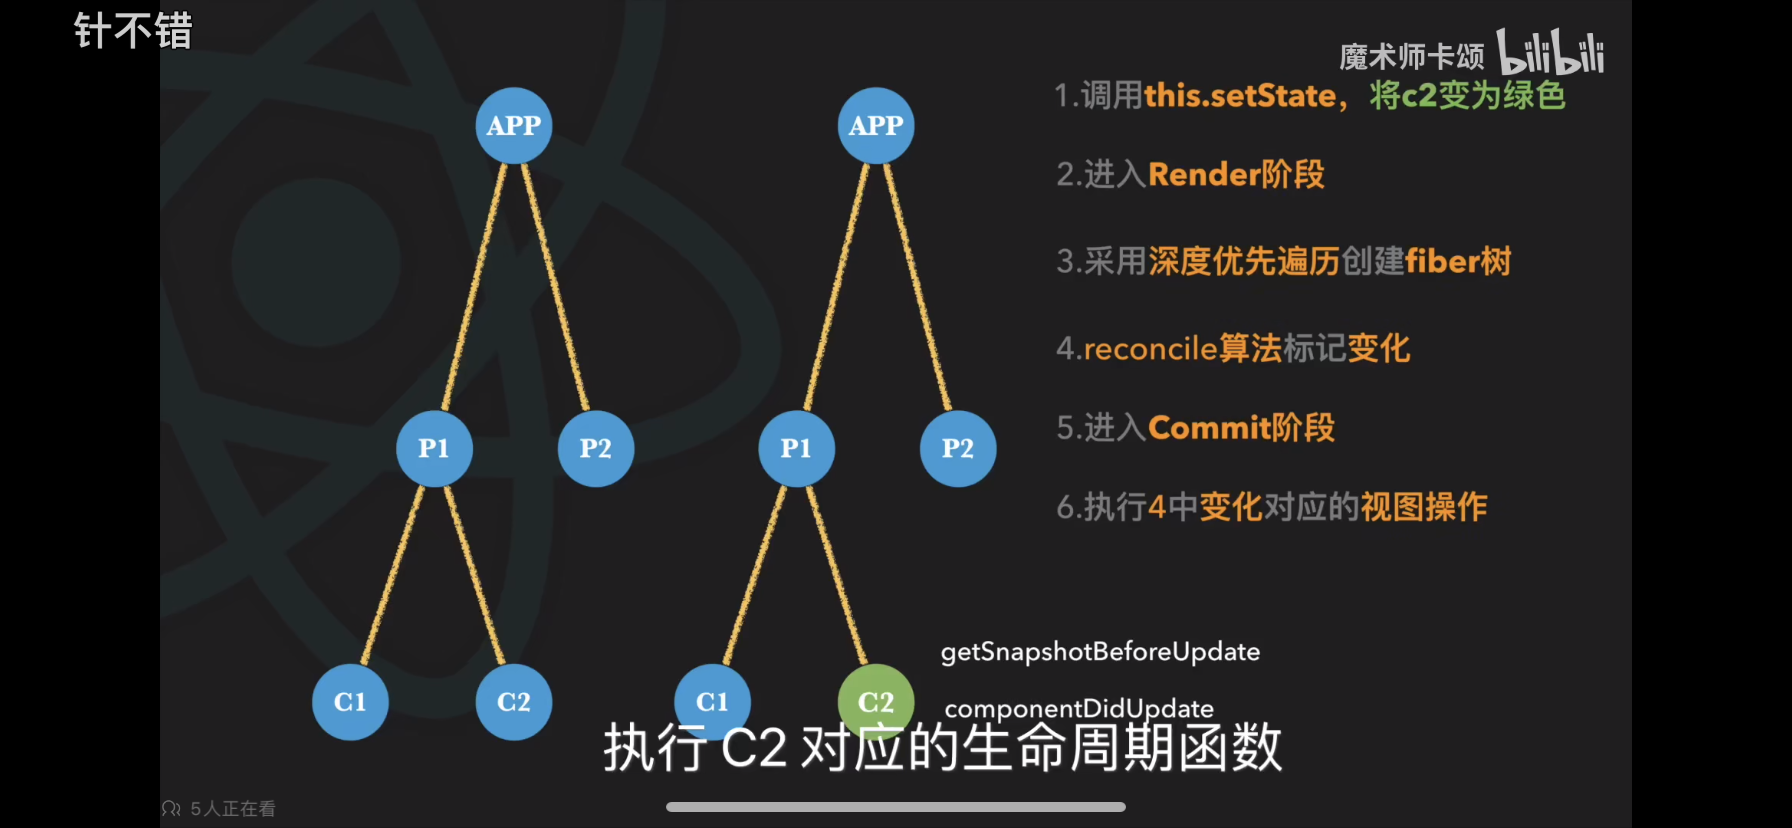 针不错
魔术师卡颂 bilibili
1.调用this.setState，将c2变为绿色
2.进入Render阶段
3.采用深度优先遍历创建fiber树
4.reconcile算法标记变化
5.进入Commit阶段
6.执行4中变化对应的视图操作
APP
APP
P1
P2
P1
P2
C1
C2
C1
C2
getSnapshotBeforeUpdate
componentDidUpdate
执行 C2 对应的生命周期函数
5人正在看